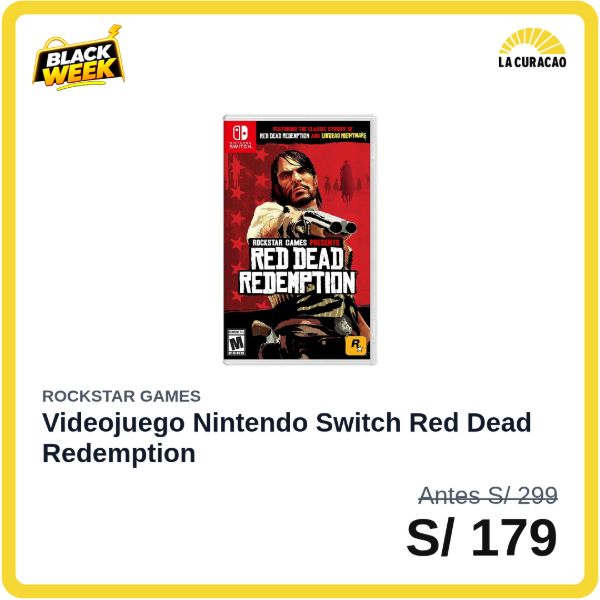 BLACK
WEEK
LA CURACAO
NINTENDO
SWITCH
FEATURING THE CLASSIC STORIES OF
RED DEAD REDEMPTION AND UNDEAD NIGHTMARE
ROCKSTAR GAMES PRESENTS
RED DEAD
REDEMPTION
M
R
ROCKSTAR GAMES
Videojuego Nintendo Switch Red Dead
Redemption
Antes S/ 299
S/ 179